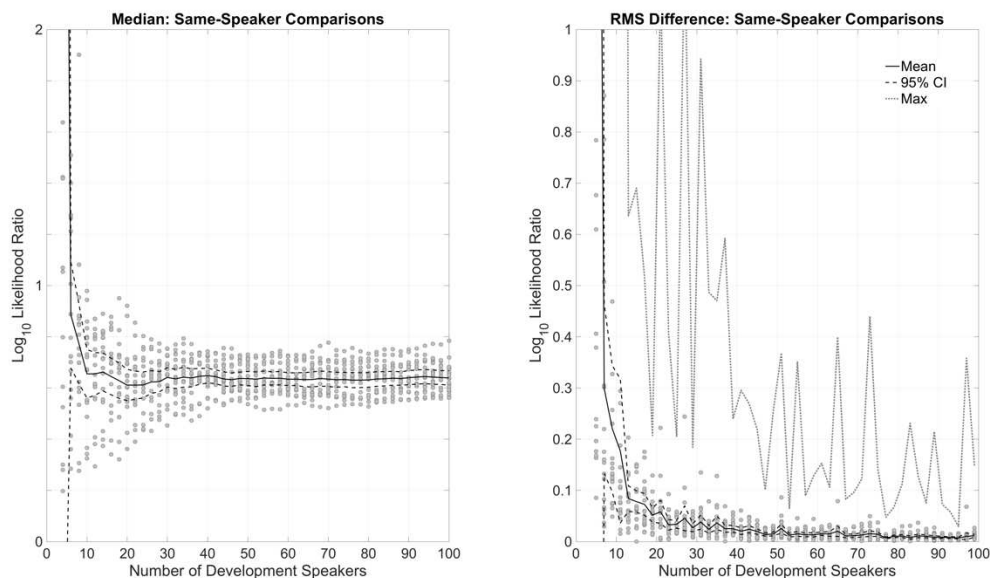 Median: Same-Speaker Comparisons
2
1
0
Log10 Likelihood Ratio
10 20 30 40 50 60 70 80 90 100
Number of Development Speakers
RMS Difference: Same-Speaker Comparisons
1
0.9
0.8
0.7
0.6
0.5
0.4
0.3
0.2
0.1
0
Log10 Likelihood Ratio
Mean
95% CI
Max
0 10 20 30 40 50 60 70 80 90 100
Number of Development Speakers